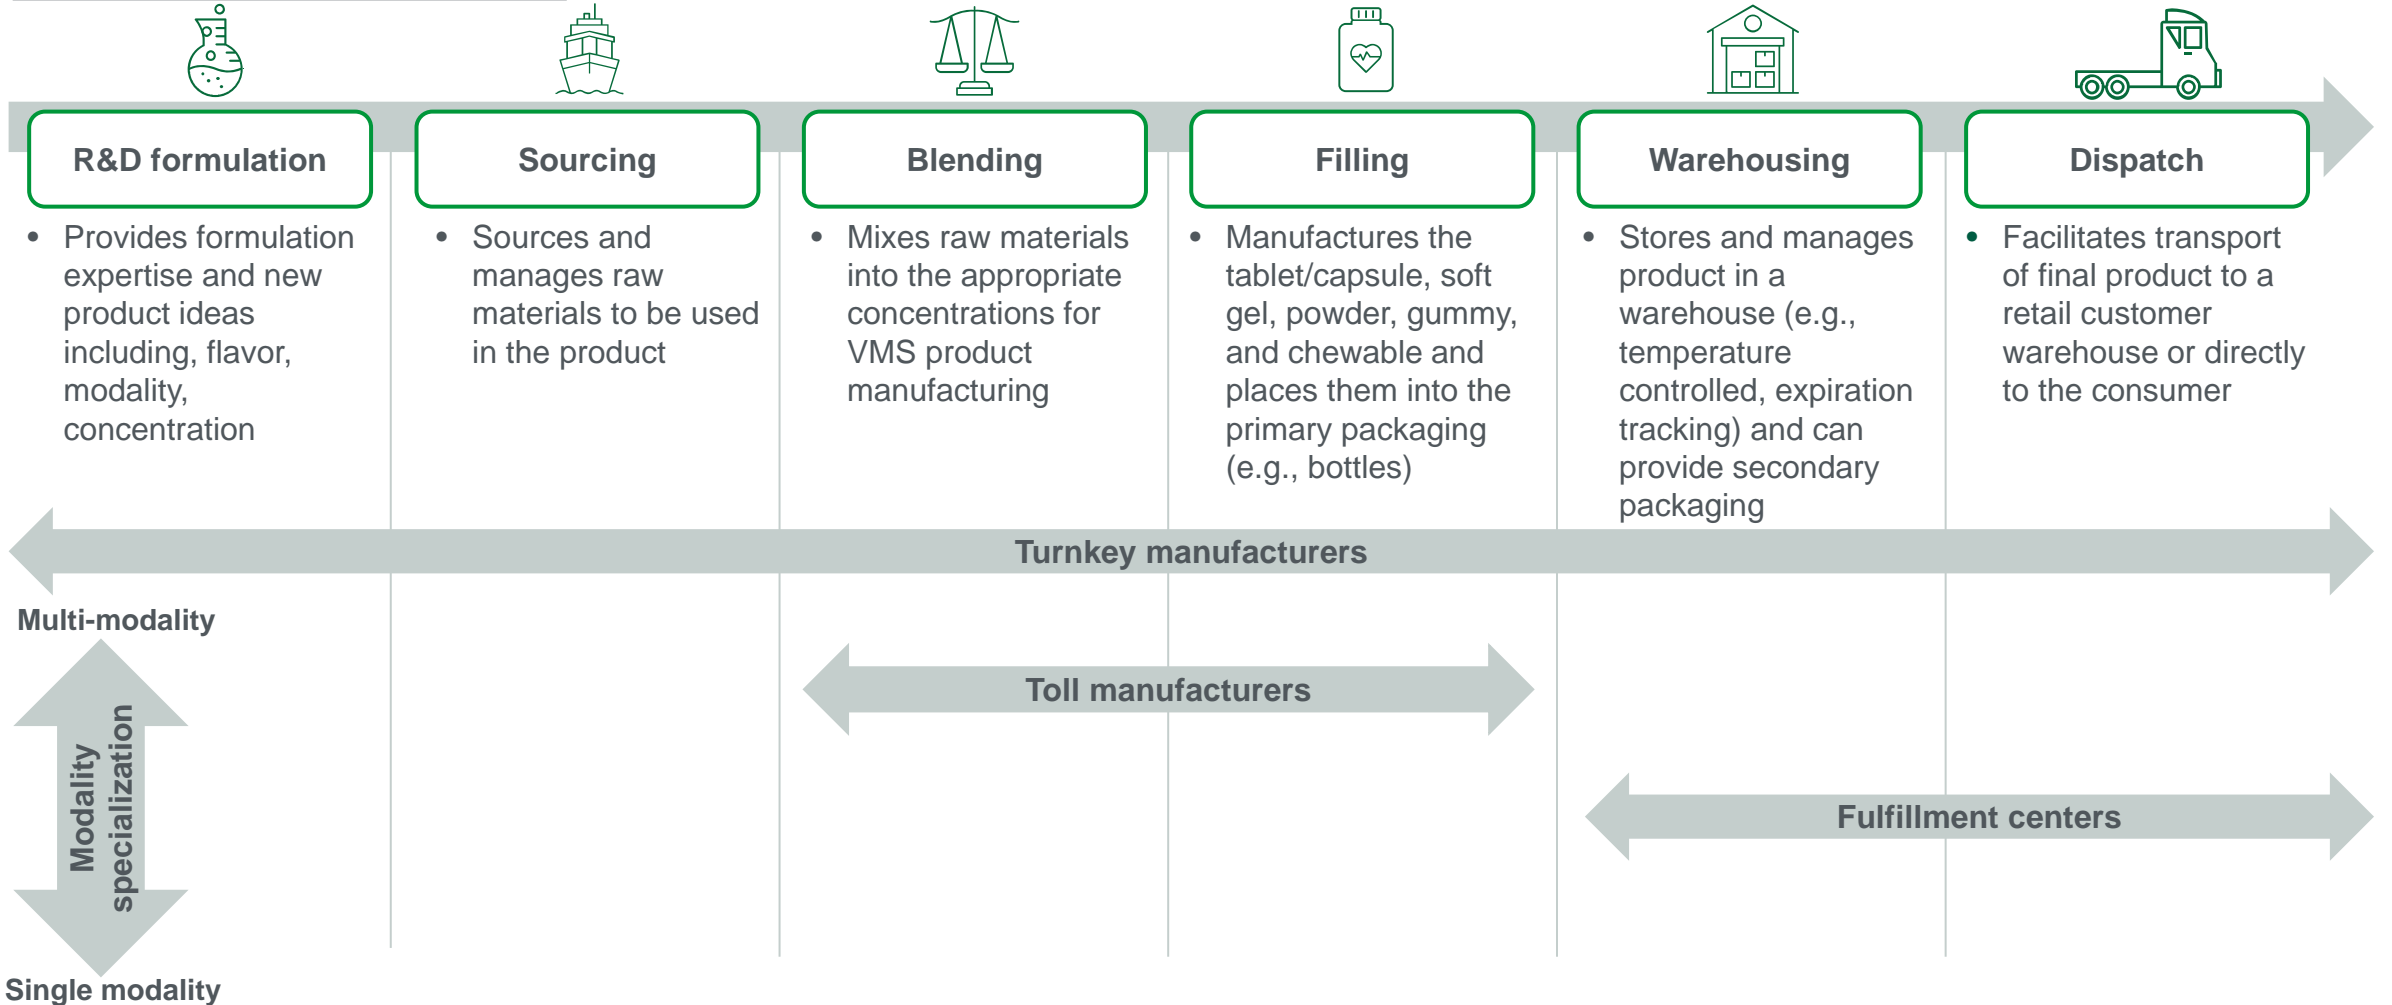 R&D formulation
Sourcing
Blending
Filling
Warehousing
Dispatch
• Provides formulation
expertise and new
product ideas
including, flavor,
modality,
concentration
• Sources and
manages raw
materials to be used
in the product
• Mixes raw materials
into the appropriate
concentrations for
VMS product
manufacturing
• Manufactures the
tablet/capsule, soft
gel, powder, gummy,
and chewable and
places them into the
primary packaging
(e.g., bottles)
• Stores and manages
product in a
warehouse (e.g.,
temperature
controlled, expiration
tracking) and can
provide secondary
packaging
• Facilitates transport
of final product to a
retail customer
warehouse or directly
to the consumer
Turnkey manufacturers
Multi-modality
Toll manufacturers
Modality
specialization
Fulfillment centers
Single modality